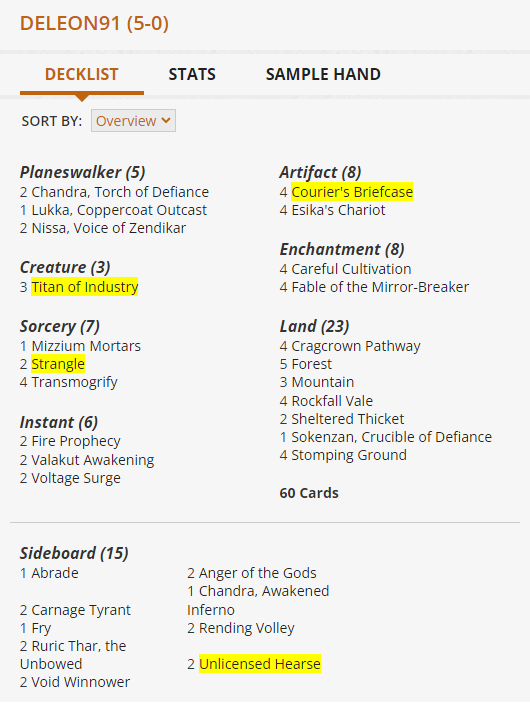 DELEON91 (5-0)
DECKLIST STATS SAMPLE HAND
SORT BY: Overview
Planeswalker (5)
2 Chandra, Torch of Defiance
1 Lukka, Coppercoat Outcast
2 Nissa, Voice of Zendikar
Creature (3)
3 Titan of Industry
Sorcery (7)
1 Mizzium Mortars
2 Strangle
4 Transmogrify
Instant (6)
2 Fire Prophecy
2 Valakut Awakening
2 Voltage Surge
Artifact (8)
4 Courier's Briefcase
4 Esika's Chariot
Enchantment (8)
4 Careful Cultivation
4 Fable of the Mirror-Breaker
Land (23)
4 Cragcrown Pathway
5 Forest
3 Mountain
4 Rockfall Vale
2 Sheltered Thicket
1 Sokenzan, Crucible of Defiance
4 Stomping Ground
60 Cards
Sideboard (15)
1 Abrade
2 Carnage Tyrant
1 Fry
2 Ruric Thar, the
Unbowed
2 Void Winnower
2 Anger of the Gods
1 Chandra, Awakened
Inferno
2 Rending Volley
2 Unlicensed Hearse